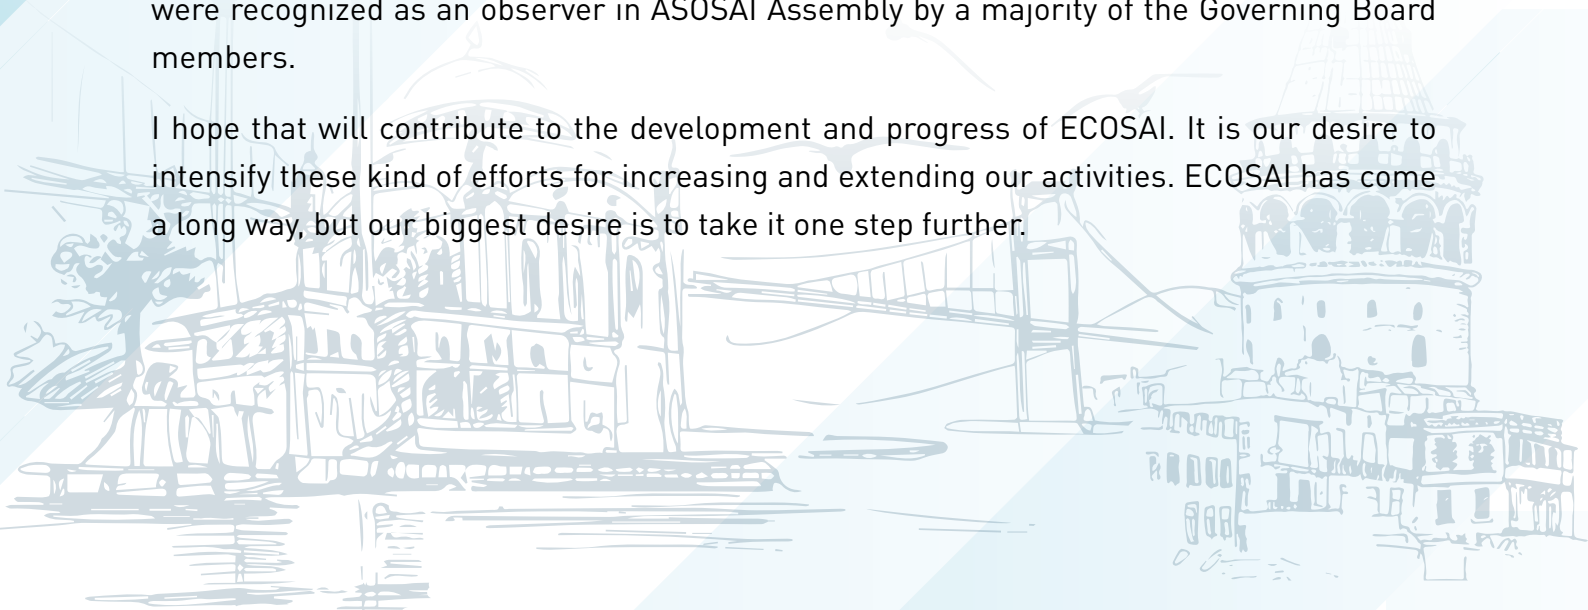 were recognized as an observer in ASOSAI Assembly by a majority of the Governing Board
members.
I hope that will contribute to the development and progress of ECOSAI. It is our desire to
intensify these kind of efforts for increasing and extending our activities. ECOSAI has come
a long way, but our biggest desire is to take it one step further.